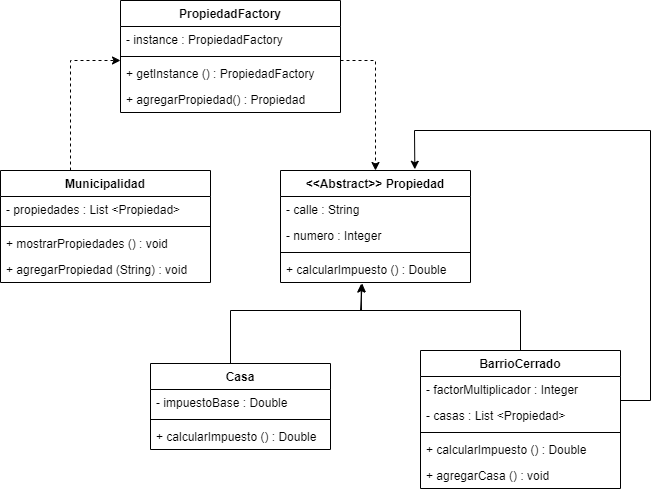 PropiedadFactory
- instance : PropiedadFactory
+ getInstance () : PropiedadFactory
+ agregarPropiedad() : Propiedad
Municipalidad
- propiedades : List <Propiedad>
+ mostrarPropiedades () : void
+ agregarPropiedad (String) : void
<<Abstract>> Propiedad
- calle : String
- numero : Integer
+ calcularImpuesto () : Double
Casa
- impuestoBase : Double
+ calcularImpuesto () : Double
BarrioCerrado
- factorMultiplicador : Integer
- casas : List <Propiedad>
+ calcularImpuesto () : Double
+ agregarCasa () : void